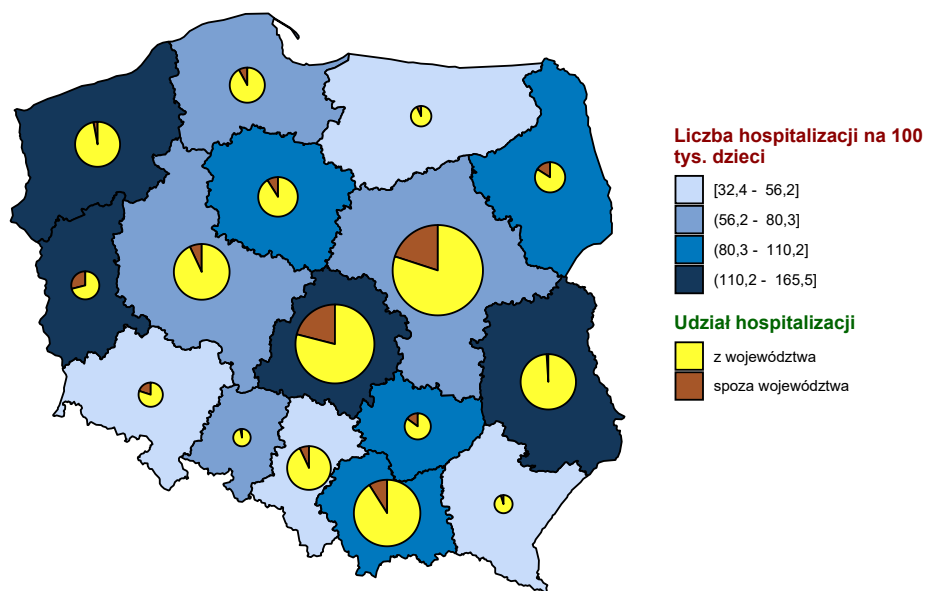 Liczba hospitalizacji na 100
tys. dzieci
[32,4 - 56,2]
(56,2 - 80,3]
(80,3 - 110,2]
(110,2 - 165,5]
Udział hospitalizacji
z województwa
spoza województwa